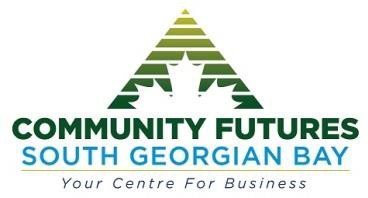 COMMUNITY FUTURES
SOUTH GEORGIAN BAY
Your Centre For Business